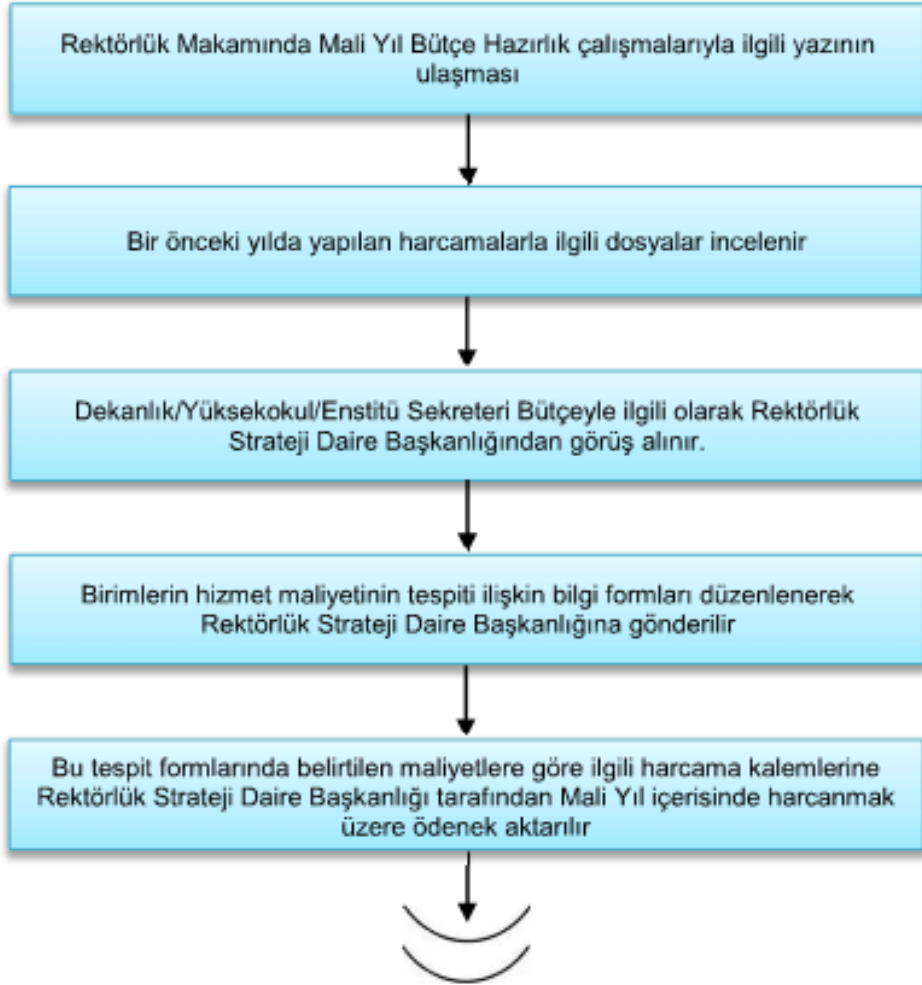 Rektörlük Makamında Mali Yıl Bütçe Hazırlık çalışmalarıyla ilgili yazının
ulaşması
Bir önceki yılda yapılan harcamalarla ilgili dosyalar incelenir
Dekanlık/Yüksekokul/Enstitü Sekreteri Bütçeyle ilgili olarak Rektörlük
Strateji Daire Başkanlığından görüş alınır.
Birimlerin hizmet maliyetinin tespiti ilişkin bilgi formları düzenlenerek
Rektörlük Strateji Daire Başkanlığına gönderilir
Bu tespit formlarında belirtilen maliyetlere göre ilgili harcama kalemlerine
Rektörlük Strateji Daire Başkanlığı tarafından Mali Yıl içerisinde harcanmak
üzere ödenek aktarılır